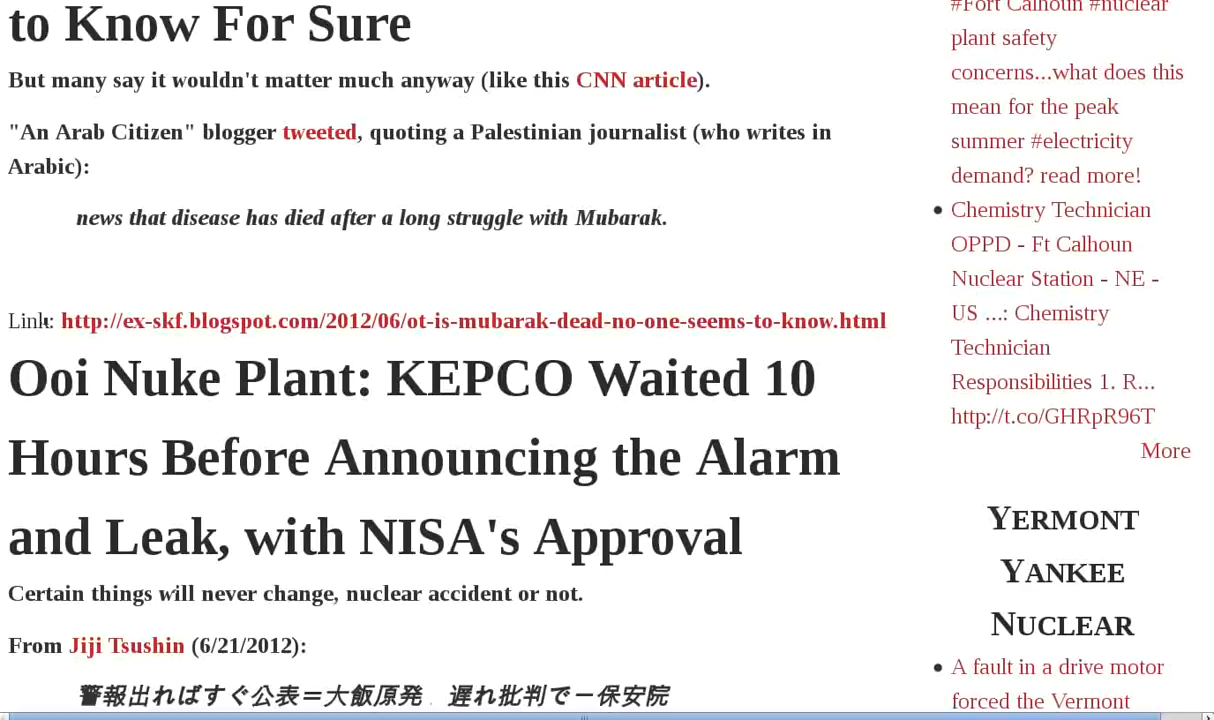 to Know For Sure
But many say it wouldn't matter much anyway (like this CNN article).
"An Arab Citizen" blogger tweeted, quoting a Palestinian journalist (who writes in
Arabic):
news that disease has died after a long struggle with Mubarak.
Link: http://ex-skf.blogspot.com/2012/06/ot-is-mubarak-dead-no-one-seems-to-know.html
Ooi Nuke Plant: KEPCO Waited 10
Hours Before Announcing the Alarm
and Leak, with NISA's Approval
Certain things will never change, nuclear accident or not.
From Jiji Tsushin (6/21/2012):
警報出ればすぐ公表＝大飯原発、遅れ批判で－保安院
#Fort Calhoun #nuclear
plant safety
concerns...what does this
mean for the peak
summer #electricity
demand? read more!
Chemistry Technician
OPPD - Ft Calhoun
Nuclear Station - NE -
US ...: Chemistry
Technician
Responsibilities 1. R...
http://t.co/GHRpR96T
More
YERMONT
YANKEE
NUCLEAR
A fault in a drive motor
forced the Vermont